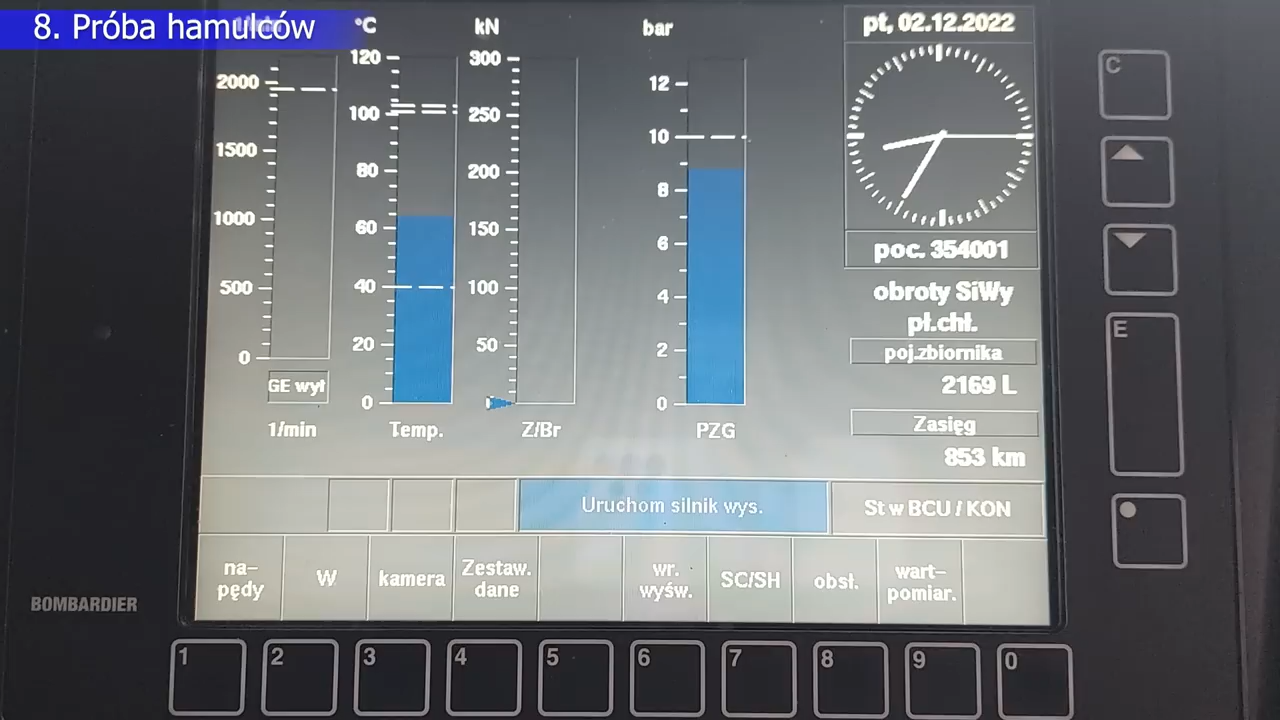 8. Próba hamulców
°C
kN
bar
pt, 02.12.2022
2000
1500
1000
500
0
120
100
80
60
40
20
0
300
250
200
150
100
50
12
10
8
6
4
2
0
GE wył
1/min
Temp.
Z/Br
PZG
poc. 354001
obroty SiWy
pł.chł.
poj.zbiornika
2169 L
Zasięg
853 km
Uruchom silnik wys.
St w BCU / KON
na-
pędy
W
kamera
Zestaw.
dane
wr.
wyśw.
SC/SH
obsł.
wart-
pomiar.
C
E
BOMBARDIER
1
2
3
4
5
6
7
8
9
0